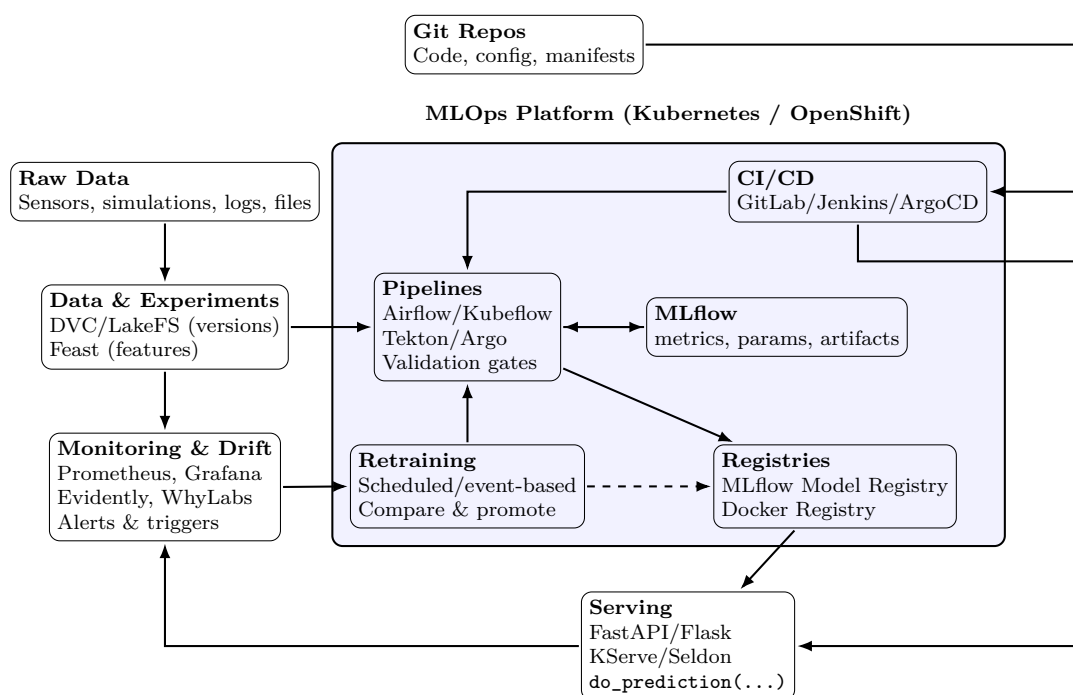 Git Repos
Code, config, manifests
MLOps Platform (Kubernetes / OpenShift)
Raw Data
Sensors, simulations, logs, files
CI/CD
GitLab/Jenkins/ArgoCD
Data & Experiments
DVC/LakeFS (versions)
Feast (features)
Pipelines
Airflow/Kubeflow
Tekton/Argo
Validation gates
MLflow
metrics, params, artifacts
Monitoring & Drift
Prometheus, Grafana
Evidently, WhyLabs
Alerts & triggers
Retraining
Scheduled/event-based
Compare & promote
Registries
MLflow Model Registry
Docker Registry
Serving
FastAPI/Flask
KServe/Seldon
do_prediction(...)